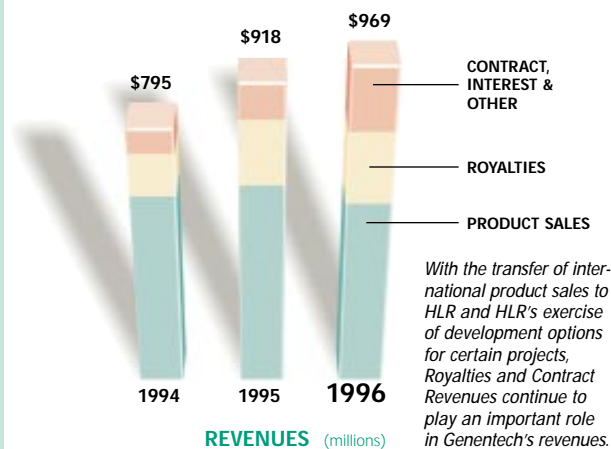 $969
$918
$795
CONTRACT,
INTEREST &
OTHER
ROYALTIES
PRODUCT SALES
With the transfer of inter-
national product sales to
HLR and HLR's exercise
of development options
for certain projects,
Royalties and Contract
Revenues continue to
play an important role
in Genentech's revenues.
1994 1995 1996
REVENUES (millions)